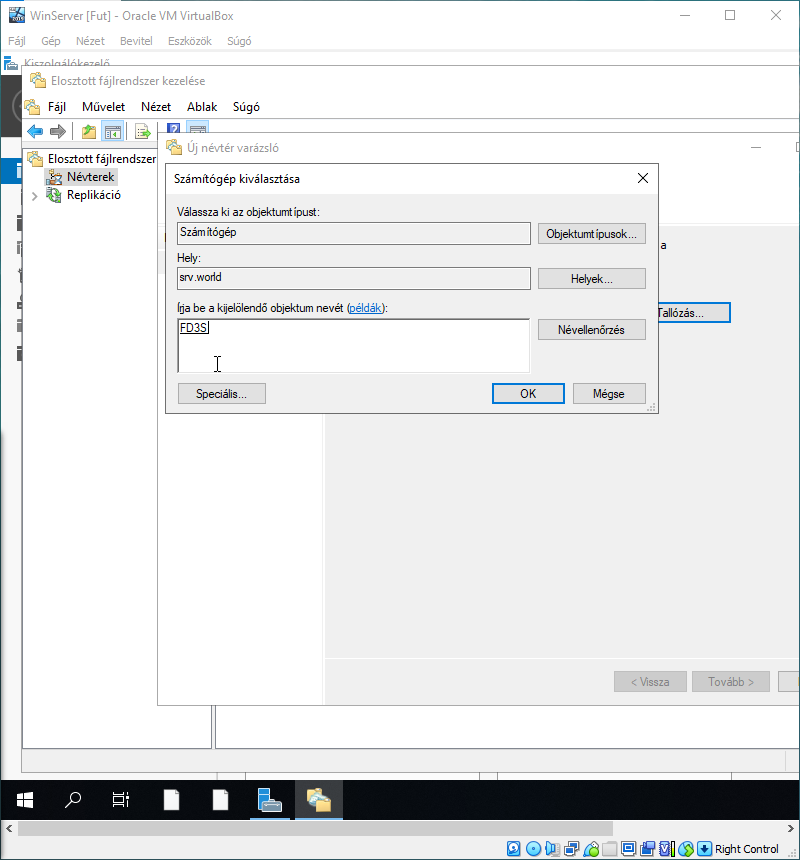 WinServer [Fut] - Oracle VM VirtualBox
Fájl Gép Nézet Bevitel Eszközök Súgó
Kiszolgálókezelő
Elosztott fájlrendszer kezelése
Fájl Művelet Nézet Ablak Súgó
Új névtér varázsló
Elosztott fájlrendszer
Névterek
Replikáció
Számítógép kiválasztása
Válassza ki az objektumtípust:
Számítógép
Objektumtípusok...
a
Hely:
srv.world
Helyek...
Írja be a kijelölendő objektum nevét (példák):
Tallózás...
FD3S
Névellenőrzés
Speciális...
OK
Mégse
< Vissza
Tovább >
Right Control